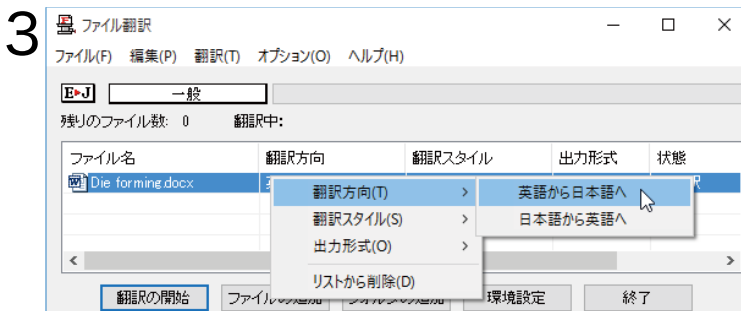 3
ファイル翻訳
ファイル(F) 編集(P) 翻訳(T) オプション(O) ヘルプ(H)
E▸J 一般
残りのファイル数: 0 翻訳中:
ファイル名 翻訳方向 翻訳スタイル 出力形式 状態
Die forming.docx
翻訳方向(T) > 英語から日本語へ
翻訳スタイル(S) > 日本語から英語へ
出力形式(O) >
リストから削除(D)
翻訳の開始 環境設定 終了